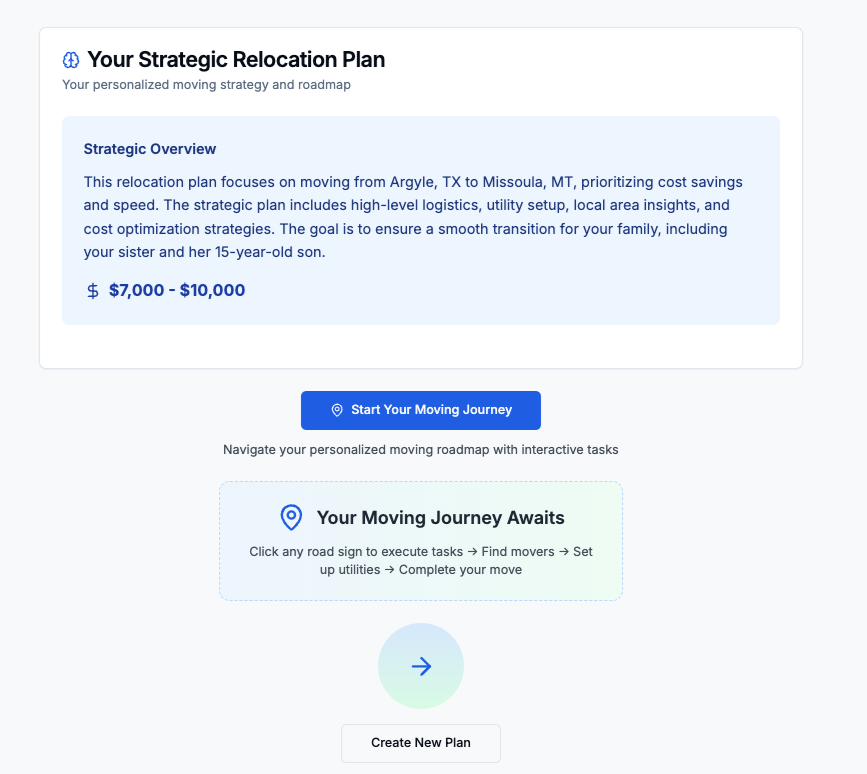 Your Strategic Relocation Plan
Your personalized moving strategy and roadmap
Strategic Overview
This relocation plan focuses on moving from Argyle, TX to Missoula, MT, prioritizing cost savings
and speed. The strategic plan includes high-level logistics, utility setup, local area insights, and
cost optimization strategies. The goal is to ensure a smooth transition for your family, including
your sister and her 15-year-old son.
$7,000 - $10,000
Start Your Moving Journey
Navigate your personalized moving roadmap with interactive tasks
Your Moving Journey Awaits
Click any road sign to execute tasks → Find movers → Set
up utilities → Complete your move
Create New Plan